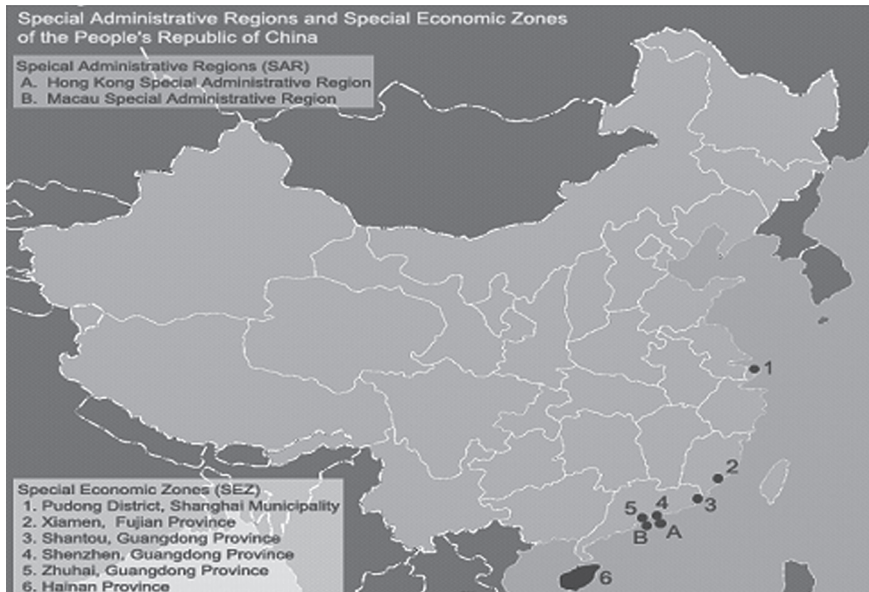 Special Administrative Regions and Special Economic Zones
of the People's Republic of China
Speical Administrative Regions (SAR)
A. Hong Kong Special Administrative Region
B. Macau Special Administrative Region
1
2
3
4
5
A
B
6
Special Economic Zones (SEZ)
1. Pudong District, Shanghai Municipality
2. Xiamen, Fujian Province
3. Shantou, Guangdong Province
4. Shenzhen, Guangdong Province
5. Zhuhai, Guangdong Province
6. Hainan Province